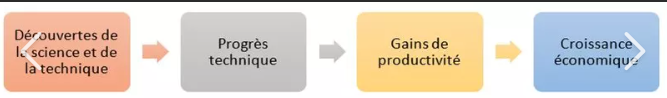 Découvertes de
la science et de
la technique
Progrès
technique
Gains de
productivité
Croissance
économique